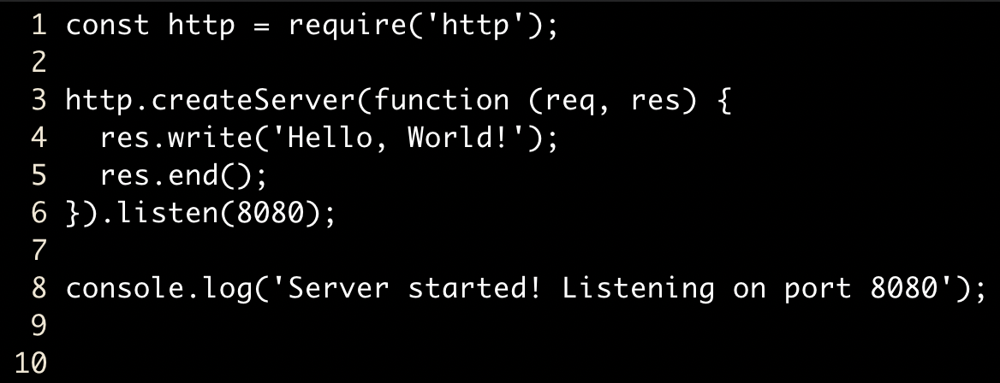 1 const http = require('http');
2
3 http.createServer(function (req, res) {
4   res.write('Hello, World!');
5   res.end();
6 }).listen(8080);
7
8 console.log('Server started! Listening on port 8080');
9
10